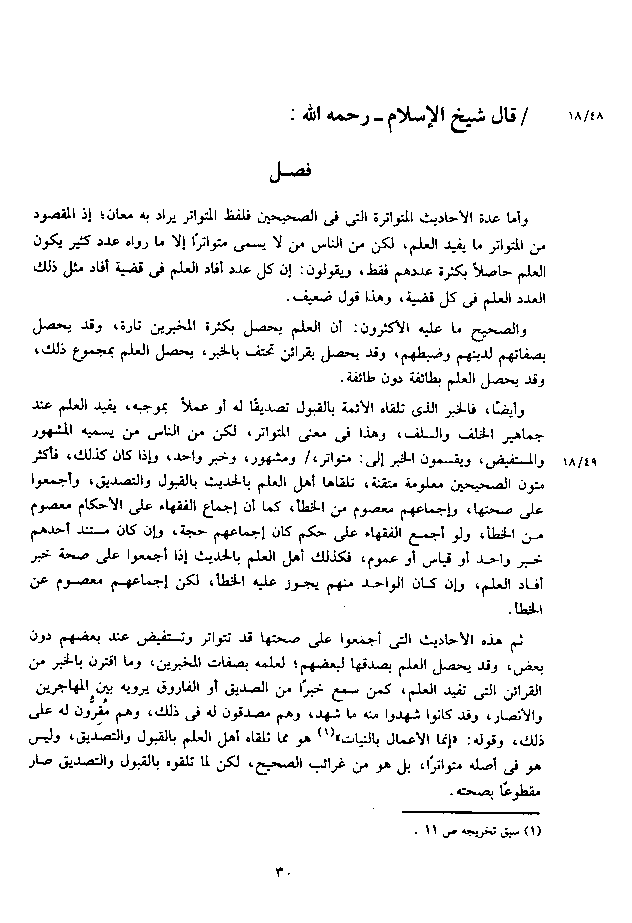 ١٨/٤٨
/ قال شيخ الإسلام ـ رحمه الله :
فصـل
وأما عدة الأحاديث المتواترة التى فى الصحيحين فلفظ المتواتر يراد به معان؛ إذ المقصود
من المتواتر ما يفيد العلم، لكن من الناس من لا يسمى متواترًا إلا ما رواه عدد كثير يكون
العلم حاصلاً بكثرة عددهم فقط، ويقولون: إن كل عدد أفاد العلم فى قضية أفاد مثل ذلك
العدد العلم فى كل قضية، وهذا قول ضعيف.
والصحيح ما عليه الأكثرون: أن العلم يحصل بكثرة المخبرين تارة، وقد يحصل
بصفاتهم لدينهم وضبطهم، وقد يحصل بقرائن تحتف بالخبر، يحصل العلم بمجموع ذلك،
وقد يحصل العلم بطائفة دون طائفة.
وأيضًا، فالخبر الذى تلقاه الأئمة بالقبول تصديقًا له أو عملاً بموجبه، يفيد العلم عند
جماهير الخلف والسلف، وهذا فى معنى المتواتر، لكن من الناس من يسميه المشهور
١٨/٤٩
والمستفيض، ويقسمون الخبر إلى: متواتر،/ ومشهور، وخبر واحد، وإذا كان كذلك، فأكثر
متون الصحيحين معلومة متقنة، تلقاها أهل العلم بالحديث بالقبول والتصديق، وأجمعوا
على صحتها، وإجماعهم معصوم من الخطأ، كما أن إجماع الفقهاء على الأحكام معصوم
من الخطأ، ولو أجمع الفقهاء على حكم كان إجماعهم حجة، وإن كان مستند أحدهم
خبر واحد أو قياس أو عموم، فكذلك أهل العلم بالحديث إذا أجمعوا على صحة خبر
أفاد العلم، وإن كان الواحد منهم يجوز عليه الخطأ، لكن إجماعهم معصوم عن
الخطأ.
ثم هذه الأحاديث التى أجمعوا على صحتها قد تتواتر وتستفيض عند بعضهم دون
بعض، وقد يحصل العلم بصدقها لبعضهم؛ لعلمه بصفات المخبرين، وما اقترن بالخبر من
القرائن التى تفيد العلم، كمن سمع خبرًا من الصديق أو الفاروق يرويه بين المهاجرين
والأنصار، وقد كانوا شهدوا منه ما شهد، وهم مصدقون له فى ذلك، وهم مُقِرُّون له على
ذلك، وقوله: «إنما الأعمال بالنيات»(١) هو مما تلقاه أهل العلم بالقبول والتصديق، وليس
هو فى أصله متواترًا، بل هو من غرائب الصحيح، لكن لما تلقوه بالقبول والتصديق صار
مقطوعًا بصحته.
(١) سبق تخريجه ص ١١ .
٣٠